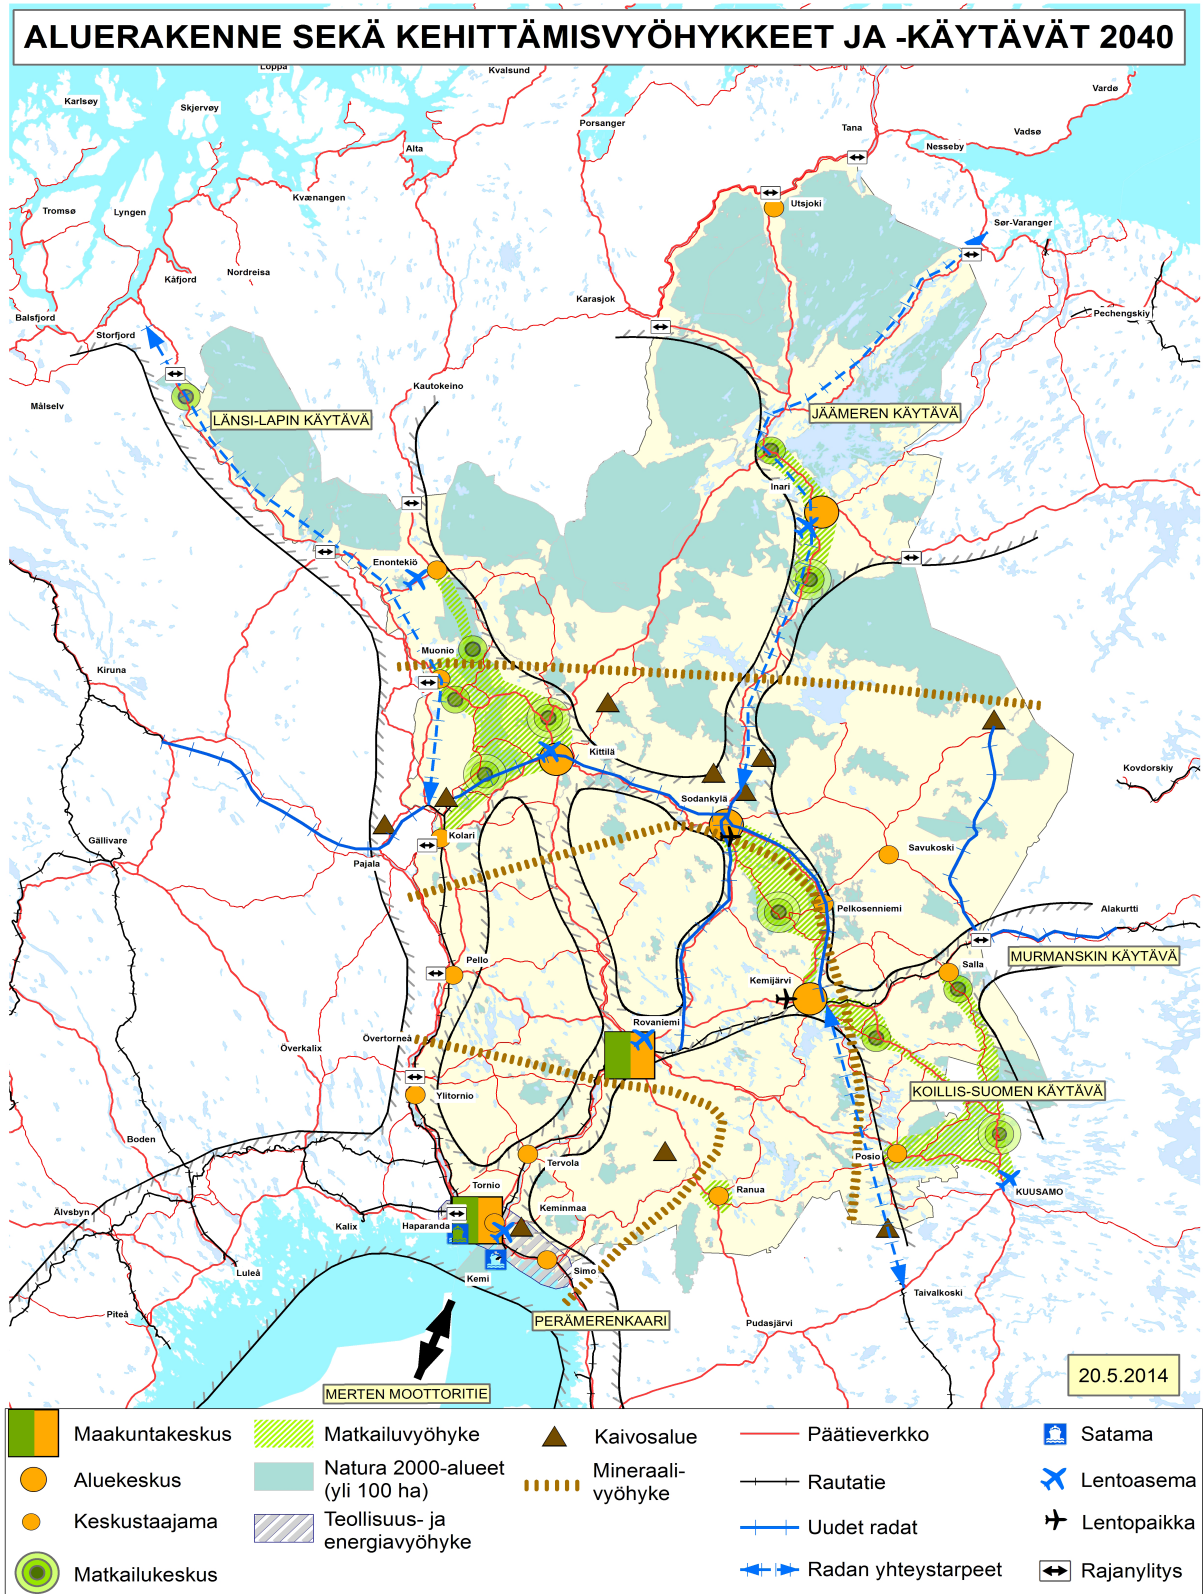 ALUERAKENNE SEKÄ KEHITTÄMISVYÖHYKKEET JA -KÄYTÄVÄT 2040
Loppa
Kvalsund
Karlsøy
Skjervøy
Vardø
Porsanger
Tana
Vadsø
Alta
Nesseby
Kvænangen
Utsjoki
Tromsø
Lyngen
Sør-Varanger
Nordreisa
Kåfjord
Karasjok
Balsfjord
Storfjord
Pechengskiy
Kautokeino
Målselv
LÄNSI-LAPIN KÄYTÄVÄ
JÄÄMEREN KÄYTÄVÄ
Inari
Enontekiö
Muonio
Kiruna
Kittilä
Kovdorskiy
Sodankylä
Kolari
Gällivare
Savukoski
Pajala
Pelkosenniemi
Alakurtti
MURMANSKIN KÄYTÄVÄ
Pello
Salla
Kemijärvi
Rovaniemi
Övertorneå
Överkalix
KOILLIS-SUOMEN KÄYTÄVÄ
Ylitornio
Boden
Tervola
Posio
Tornio
Ranua
KUUSAMO
Älvsbyn
Kalix
Haparanda
Keminmaa
Luleå
Kemi
Simo
Taivalkoski
Piteå
PERÄMERENKAARI
Pudasjärvi
MERTEN MOOTTORITIE
20.5.2014
Maakuntakeskus
Aluekeskus
Keskustaajama
Matkailukeskus
Matkailuvyöhyke
Natura 2000-alueet
(yli 100 ha)
Teollisuus- ja
energiavyöhyke
Kaivosalue
Mineraali-
vyöhyke
Päätieverkko
Rautatie
Uudet radat
Radan yhteystarpeet
Satama
Lentoasema
Lentopaikka
Rajanylitys